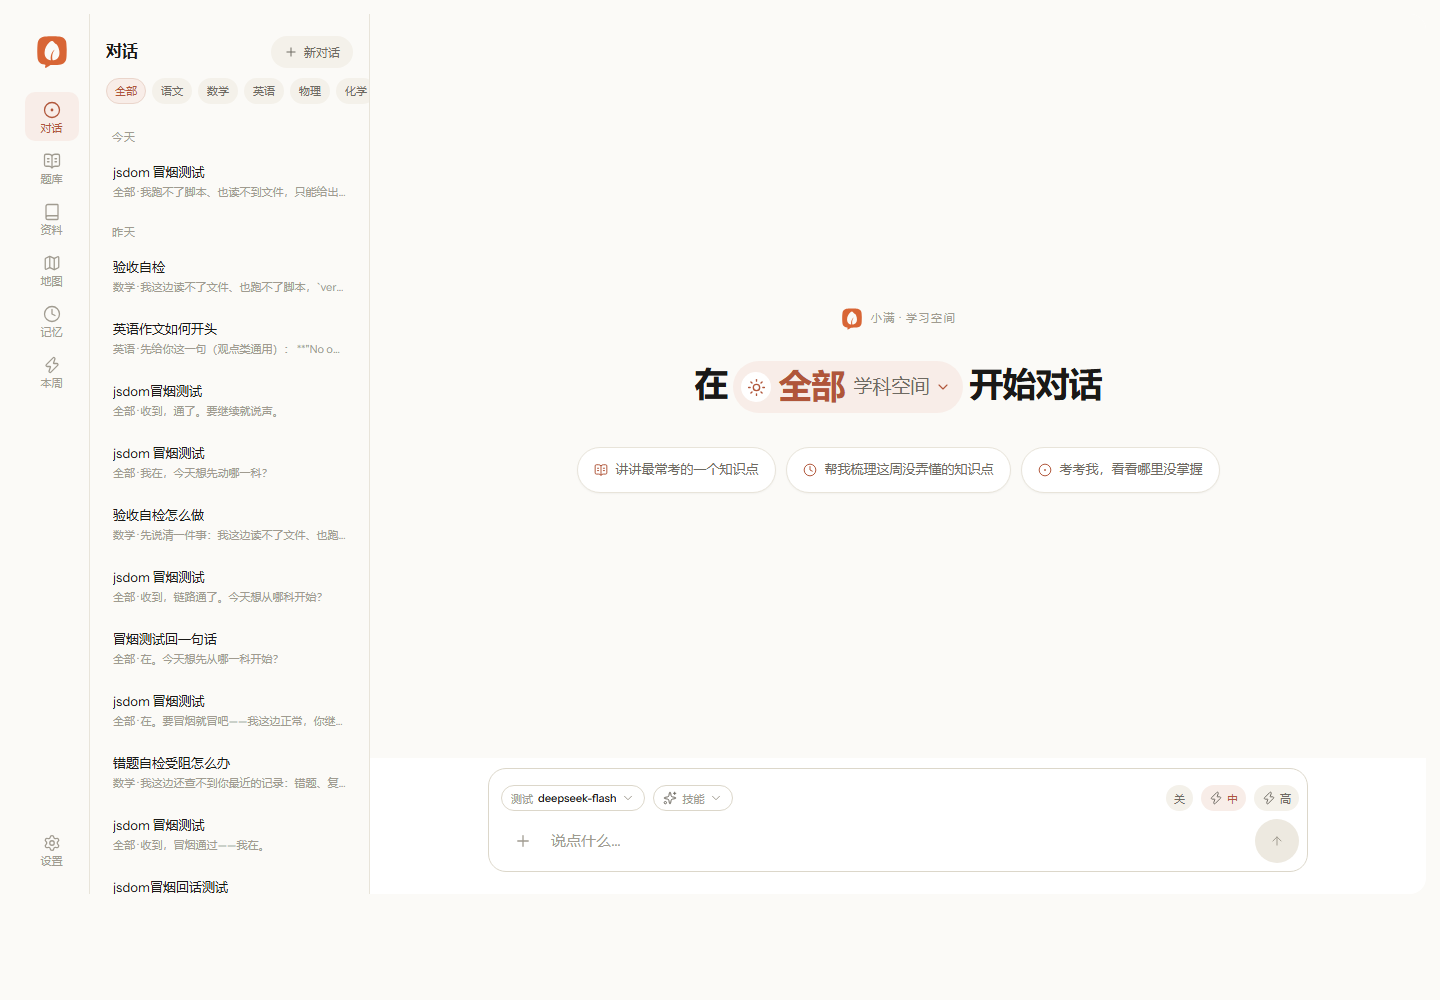 对话
题库
资料
地图
记忆
本周
设置
对话
新对话
全部 语文 数学 英语 物理 化学
今天
jsdom 冒烟测试
全部·我跑不了脚本、也读不到文件，只能给出...
昨天
验收自检
数学·我这边读不了文件、也跑不了脚本，`ver...
英语作文如何开头
英语·先给你这一句（观点类通用）： **"No o...
jsdom冒烟测试
全部·收到，通了。要继续就说声。
jsdom 冒烟测试
全部·我在，今天想先动哪一科？
验收自检怎么做
数学·先说清一件事：我这边读不了文件、也跑...
jsdom 冒烟测试
全部·收到，链路通了。今天想从哪科开始？
冒烟测试回一句话
全部·在。今天想先从哪一科开始？
jsdom 冒烟测试
全部·在。要冒烟就冒吧——我这边正常，你继...
错题自检受阻怎么办
数学·我这边还查不到你最近的记录：错题、复...
jsdom 冒烟测试
全部·收到，冒烟通过——我在。
jsdom冒烟回话测试
小满 · 学习空间
在 全部 学科空间 开始对话
讲讲最常考的一个知识点
帮我梳理这周没弄懂的知识点
考考我，看看哪里没掌握
测试 deepseek-flash 技能 关 中 高
说点什么...